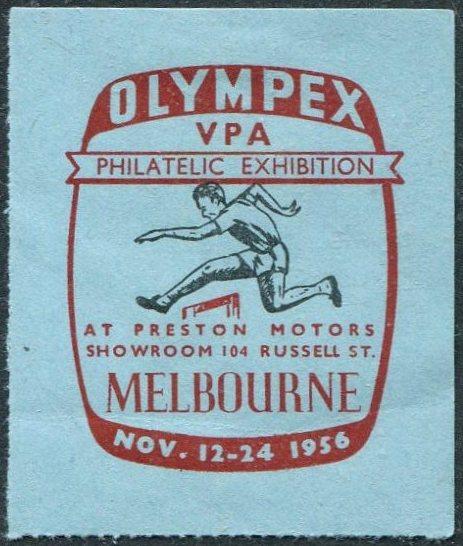 OLYMPEX
VPA
PHILATELIC EXHIBITION
AT PRESTON MOTORS
SHOWROOM 104 RUSSELL ST.
MELBOURNE
NOV. 12-24 1956